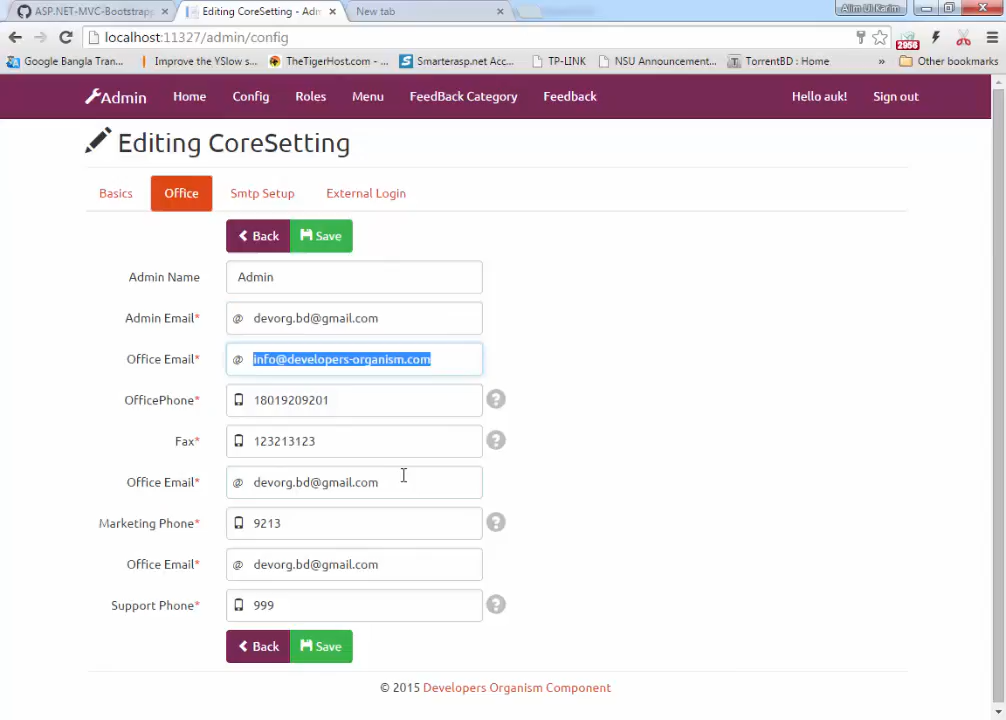 ASP.NET-MVC-Bootstrap
Editing CoreSetting - Adm
New tab
Alim Ul Karim
localhost:11327/admin/config
2958
Google Bangla Tran...
Improve the YSlow s...
TheTigerHost.com - ...
Smarterasp.net Acc...
TP-LINK
NSU Announcement...
TorrentBD : Home
»
Other bookmarks
Admin Home Config Roles Menu FeedBack Category Feedback Hello auk! Sign out
Editing CoreSetting
Basics Office Smtp Setup External Login
Back Save
Admin Name Admin
Admin Email* @ devorg.bd@gmail.com
Office Email* @ info@developers-organism.com
OfficePhone* 18019209201 ?
Fax* 123213123 ?
Office Email* @ devorg.bd@gmail.com
Marketing Phone* 9213 ?
Office Email* @ devorg.bd@gmail.com
Support Phone* 999 ?
Back Save
© 2015 Developers Organism Component